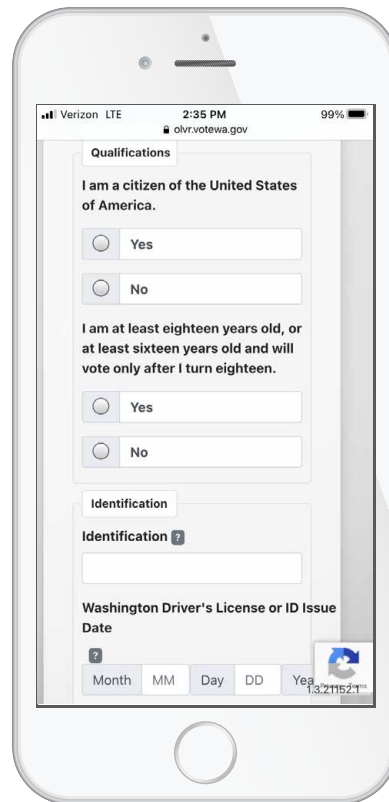 Verizon LTE 2:35 PM 99%
olvr.votewa.gov
Qualifications
I am a citizen of the United States
of America.
Yes
No
I am at least eighteen years old, or
at least sixteen years old and will
vote only after I turn eighteen.
Yes
No
Identification
Identification ?
Washington Driver's License or ID Issue
Date
?
Month MM Day DD Yea
1.3.21152.1